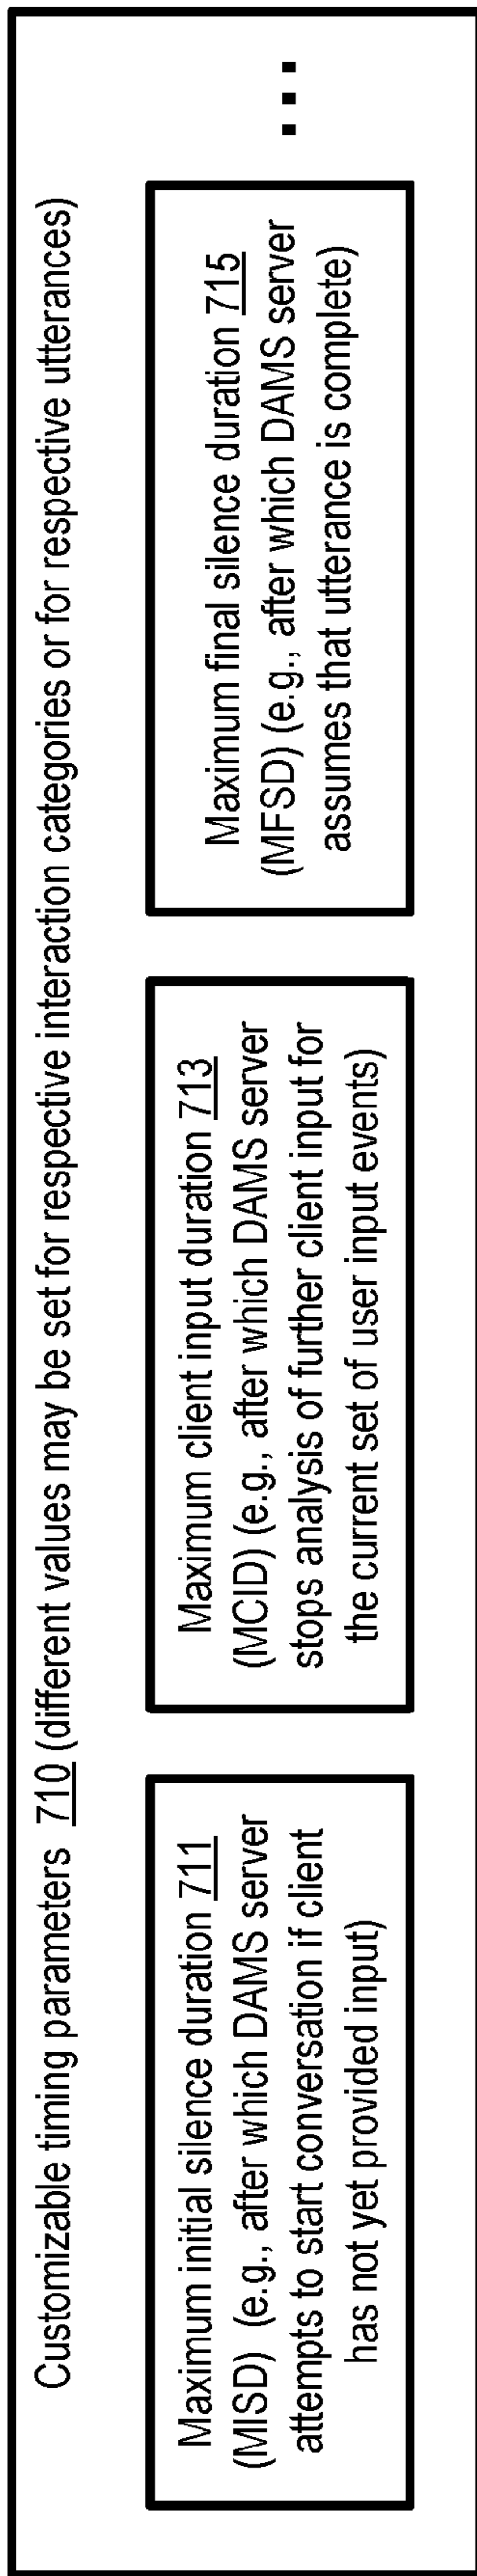 Customizable timing parameters 710 (different values may be set for respective interaction categories or for respective utterances)
Maximum initial silence duration 711
(MISD) (e.g., after which DAMS server
attempts to start conversation if client
has not yet provided input)
Maximum client input duration 713
(MCID) (e.g., after which DAMS server
stops analysis of further client input for
the current set of user input events)
Maximum final silence duration 715
(MFSD) (e.g., after which DAMS server
assumes that utterance is complete)
...